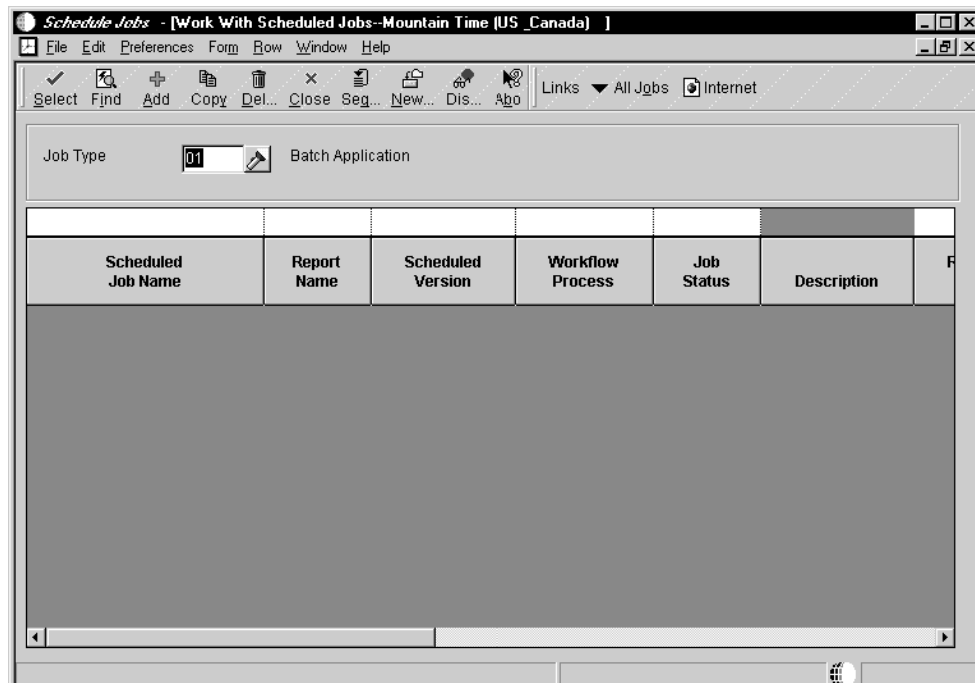 Schedule Jobs - [Work With Scheduled Jobs--Mountain Time (US _Canada) ]
File Edit Preferences Form Row Window Help
Select Find Add Copy Del... Close Seq... New... Dis... Abo Links All Jobs Internet
Job Type 01 Batch Application
Scheduled Job Name Report Name Scheduled Version Workflow Process Job Status Description